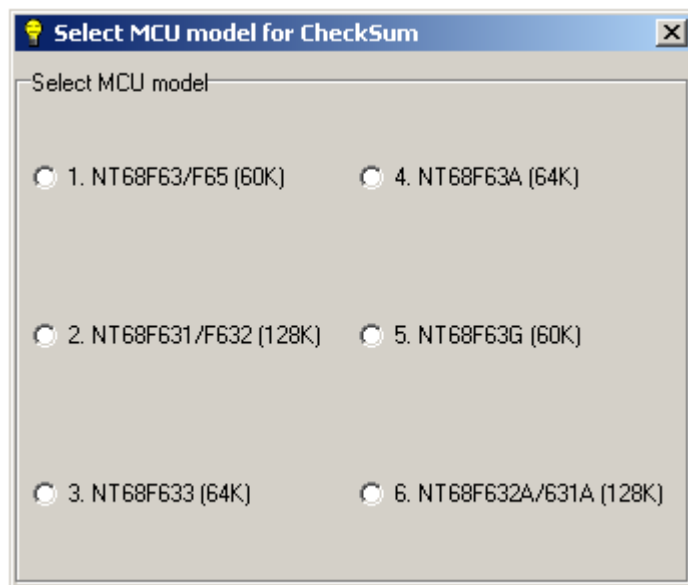 Select MCU model for CheckSum
Select MCU model
1. NT68F63/F65 (60K)
4. NT68F63A (64K)
2. NT68F631/F632 (128K)
5. NT68F63G (60K)
3. NT68F633 (64K)
6. NT68F632A/631A (128K)